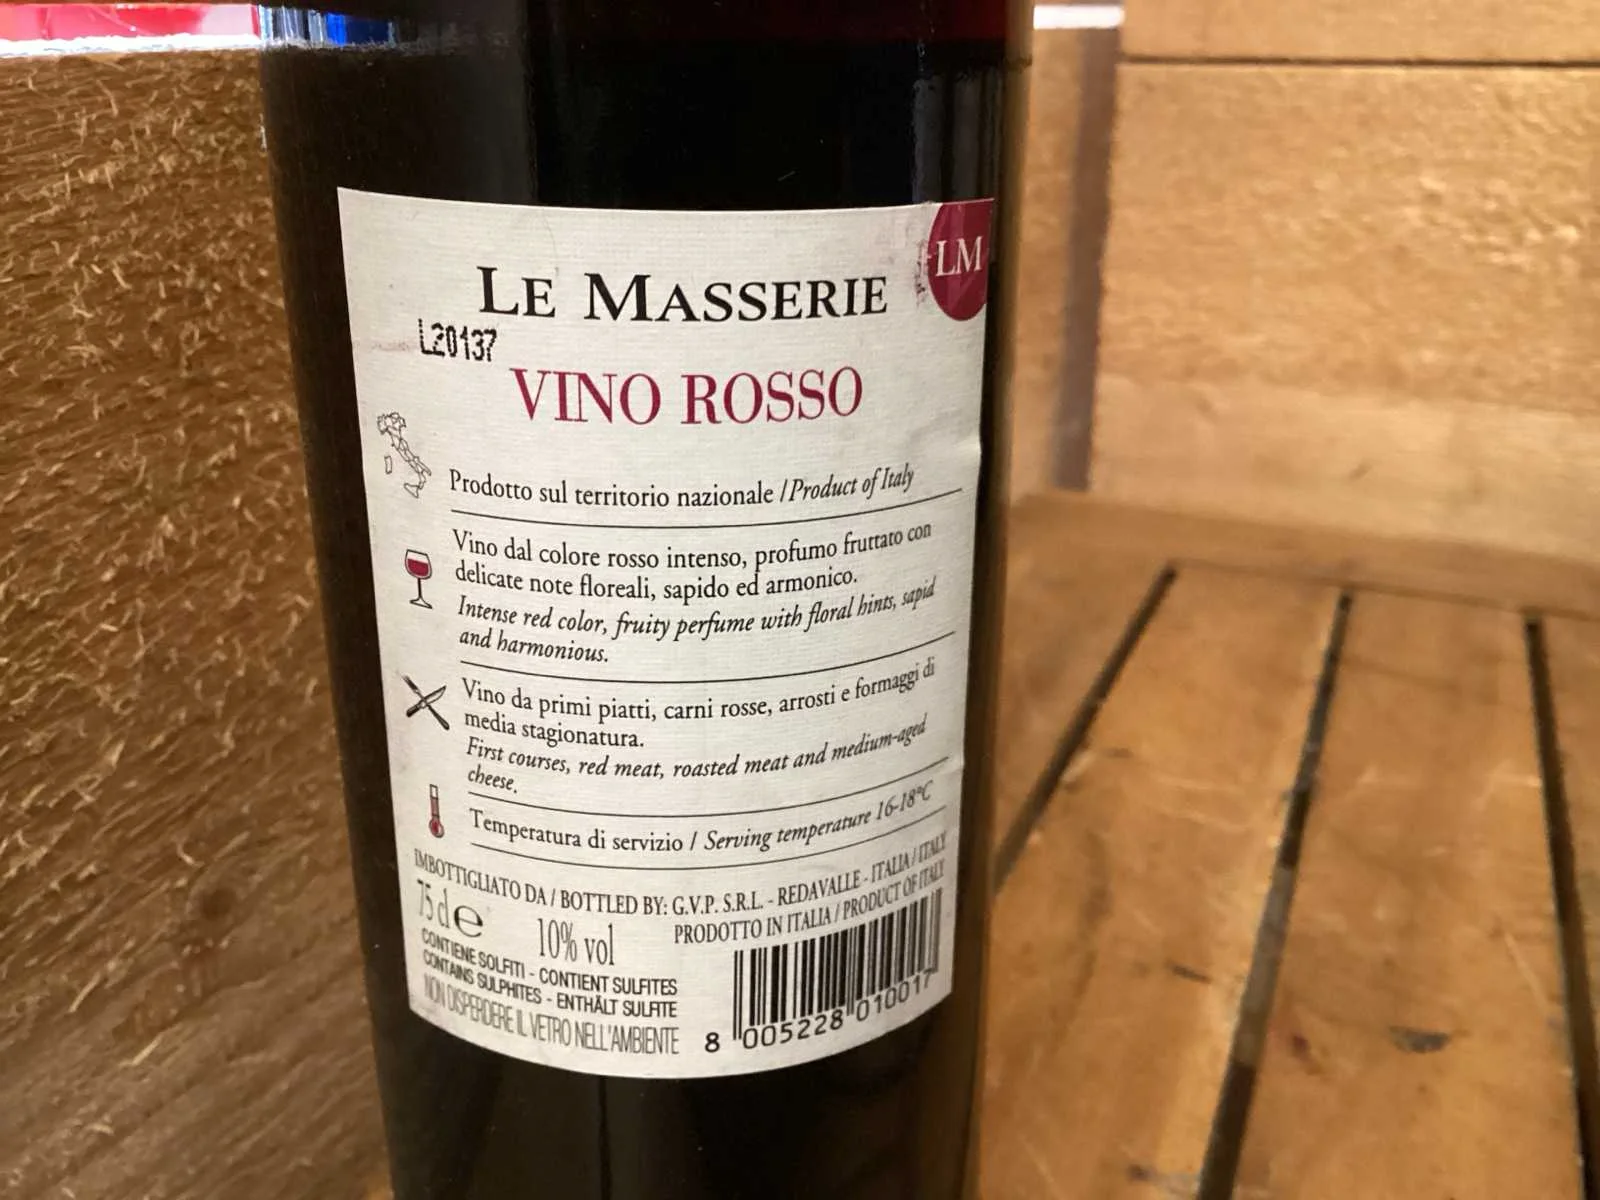 LM
LE MASSERIE
L20137
VINO ROSSO
Prodotto sul territorio nazionale / Product of Italy
Vino dal colore rosso intenso, profumo fruttato con
delicate note floreali, sapido ed armonico.
Intense red color, fruity perfume with floral hints, sapid
and harmonious.
Vino da primi piatti, carni rosse, arrosti e formaggi di
media stagionatura.
First courses, red meat, roasted meat and medium-aged
cheese.
Temperatura di servizio / Serving temperature 16-18°C
IMBOTTIGLIATO DA / BOTTLED BY: G.V.P. S.R.L. - REDAVALLE - ITALIA / ITALY
PRODOTTO IN ITALIA / PRODUCT OF ITALY
75 cl e
10% vol
CONTIENE SOLFITI - CONTIENT SULFITES
CONTAINS SULPHITES - ENTHÄLT SULFITE
NON DISPERDERE IL VETRO NELL'AMBIENTE
8 005228 010017